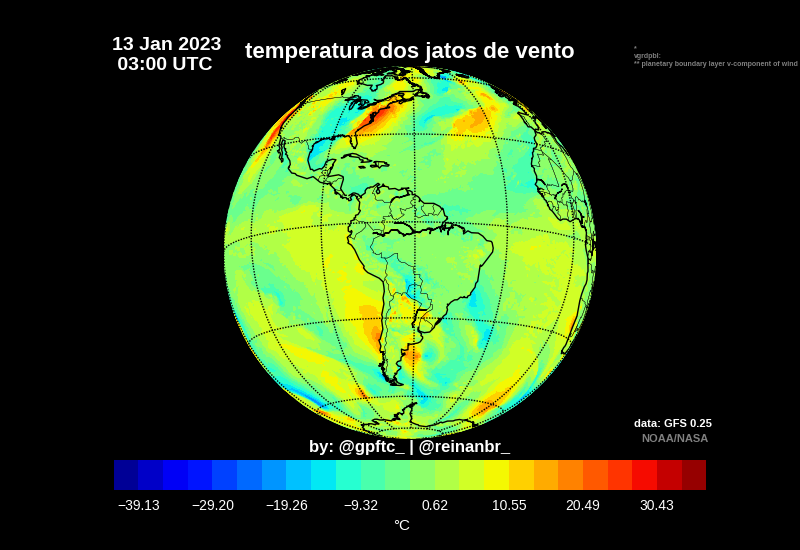 13 Jan 2023
03:00 UTC
temperatura dos jatos de vento
*
vgrdpbl:
** planetary boundary layer v-component of wind
data: GFS 0.25
NOAA/NASA
by: @gpftc_ | @reinanbr_
−39.13 −29.20 −19.26 −9.32 0.62 10.55 20.49 30.43
°C